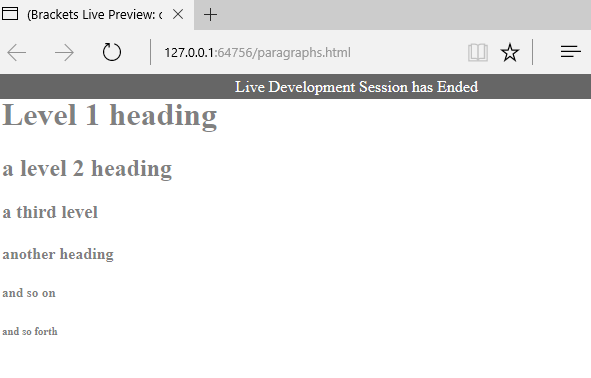 (Brackets Live Preview: c
127.0.0.1:64756/paragraphs.html
Live Development Session has Ended
Level 1 heading
a level 2 heading
a third level
another heading
and so on
and so forth